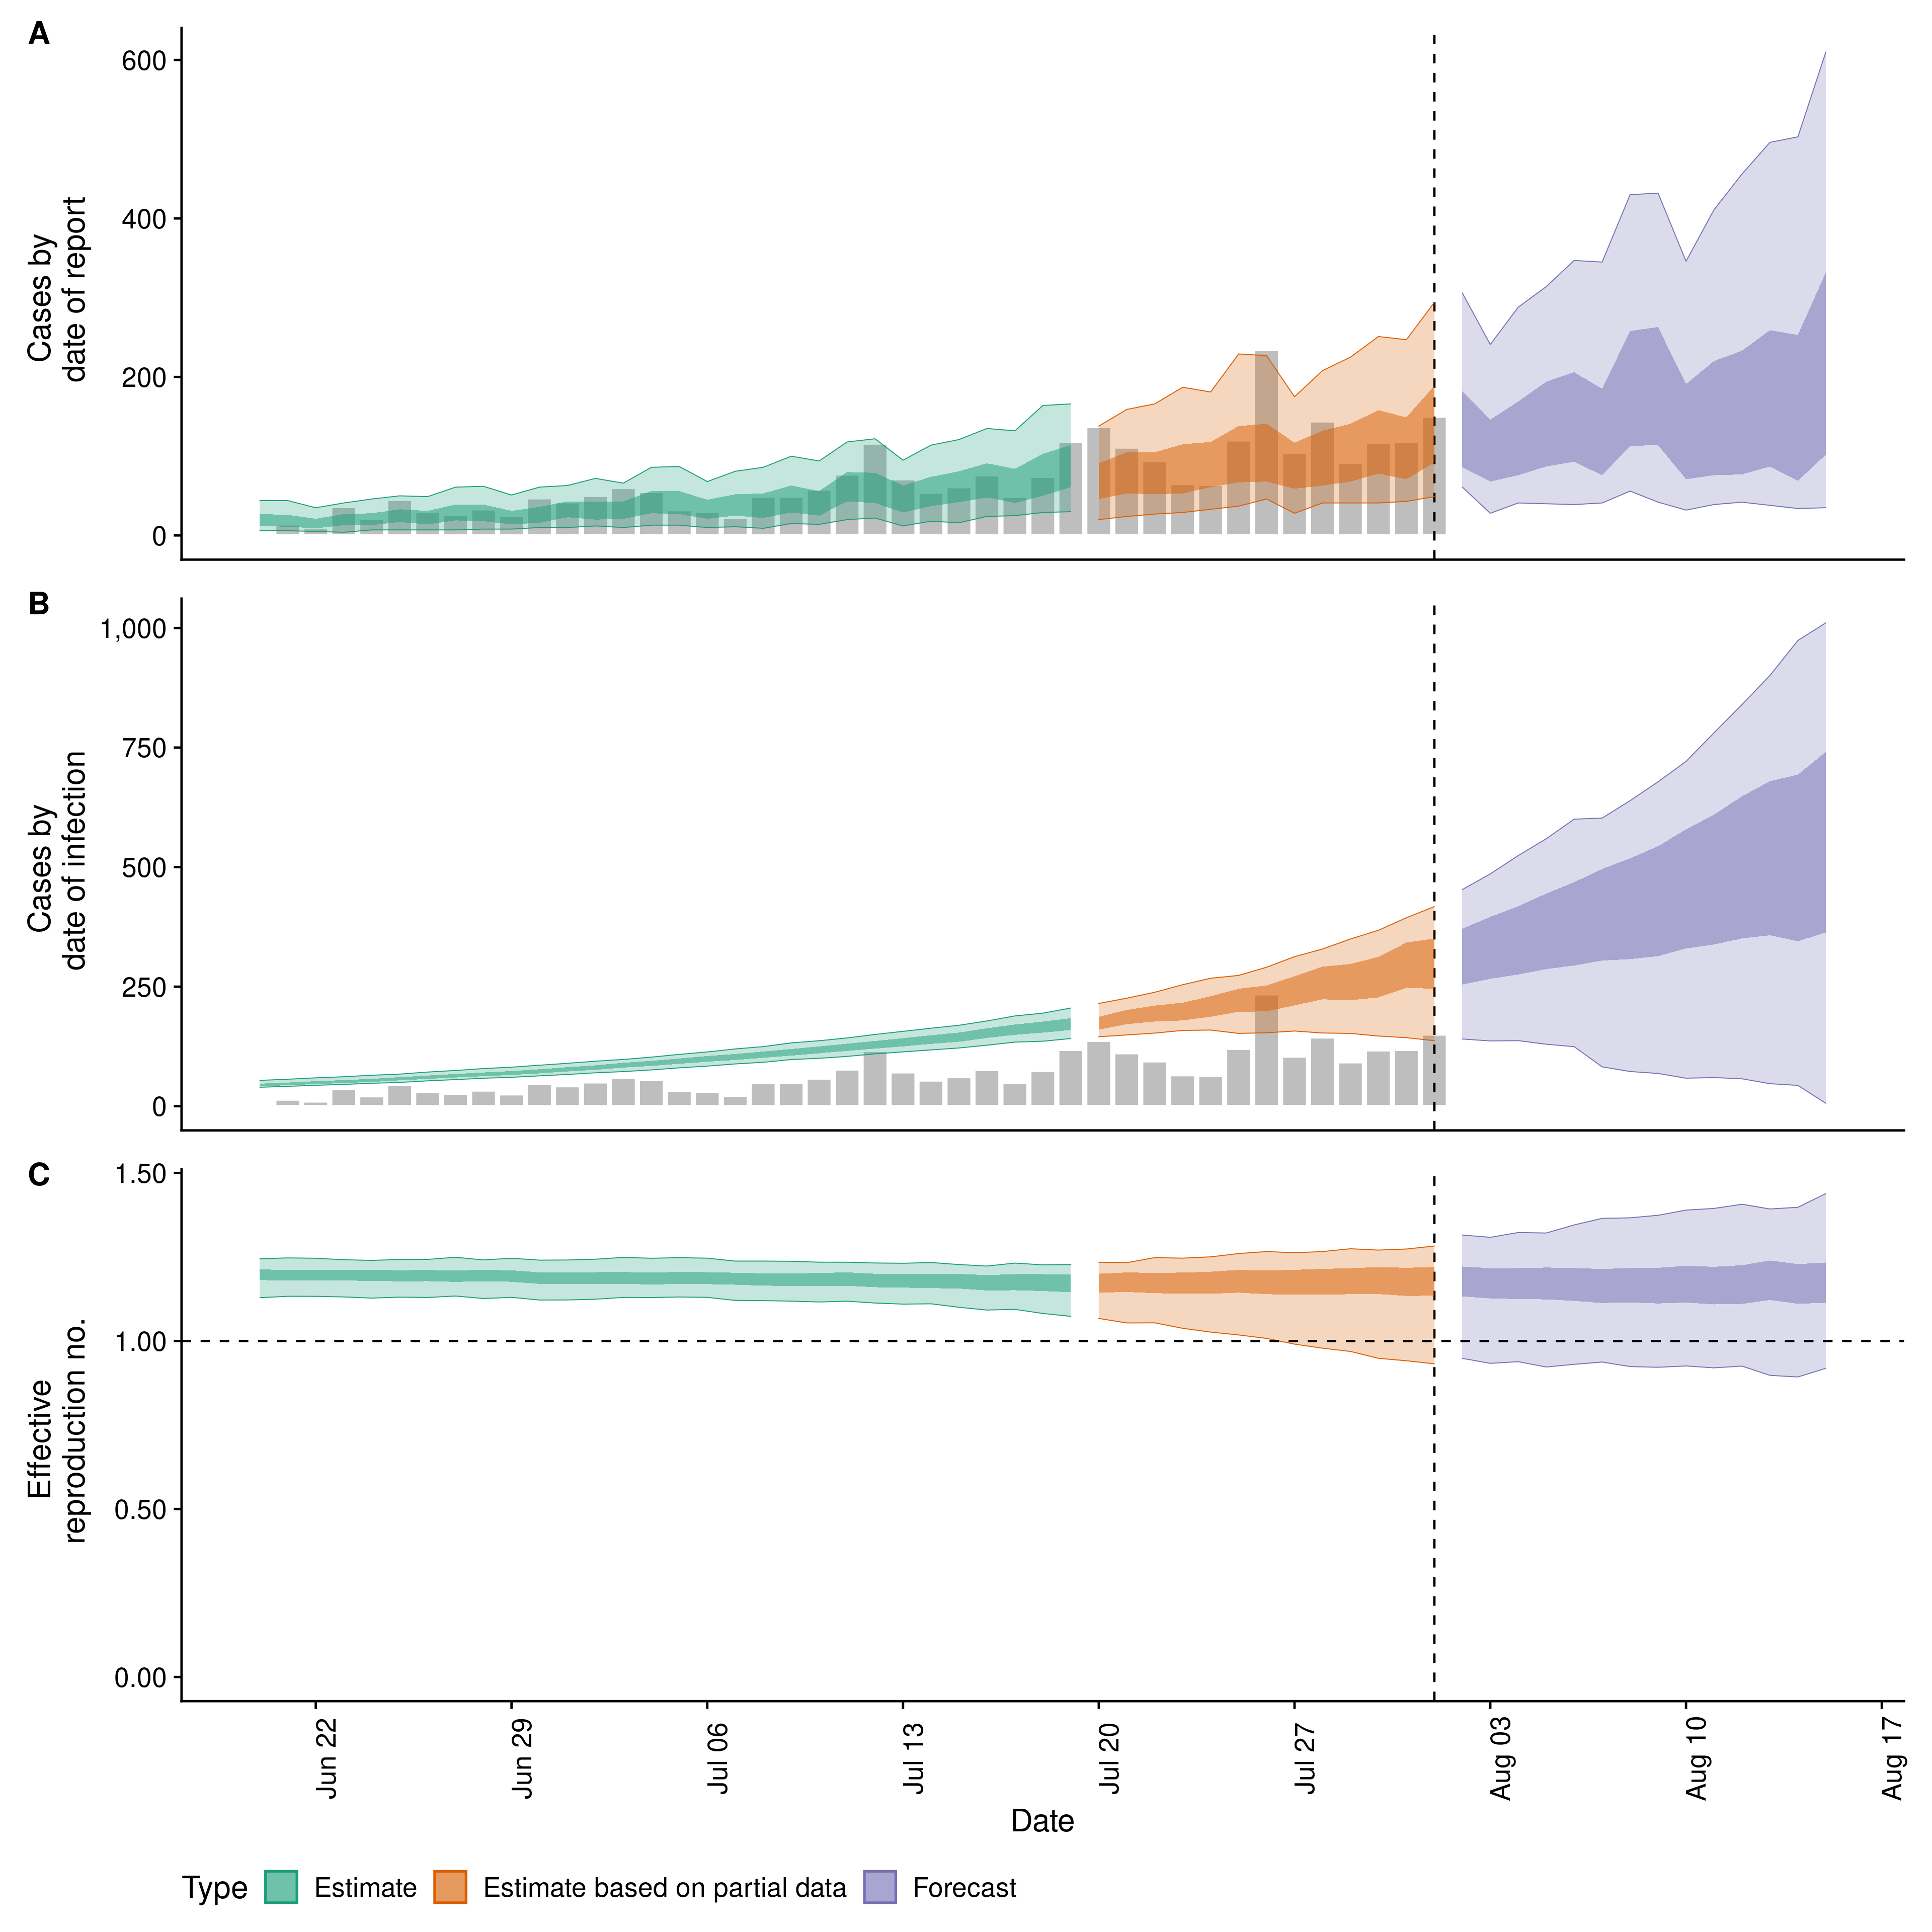 A
600
400
200
0
Cases by
date of report
B
1,000
750
500
250
0
Cases by
date of infection
C
1.50
1.00
0.50
0.00
Effective
reproduction no.
Jun 22
Jun 29
Jul 06
Jul 13
Jul 20
Jul 27
Aug 03
Aug 10
Aug 17
Date
Type Estimate Estimate based on partial data Forecast